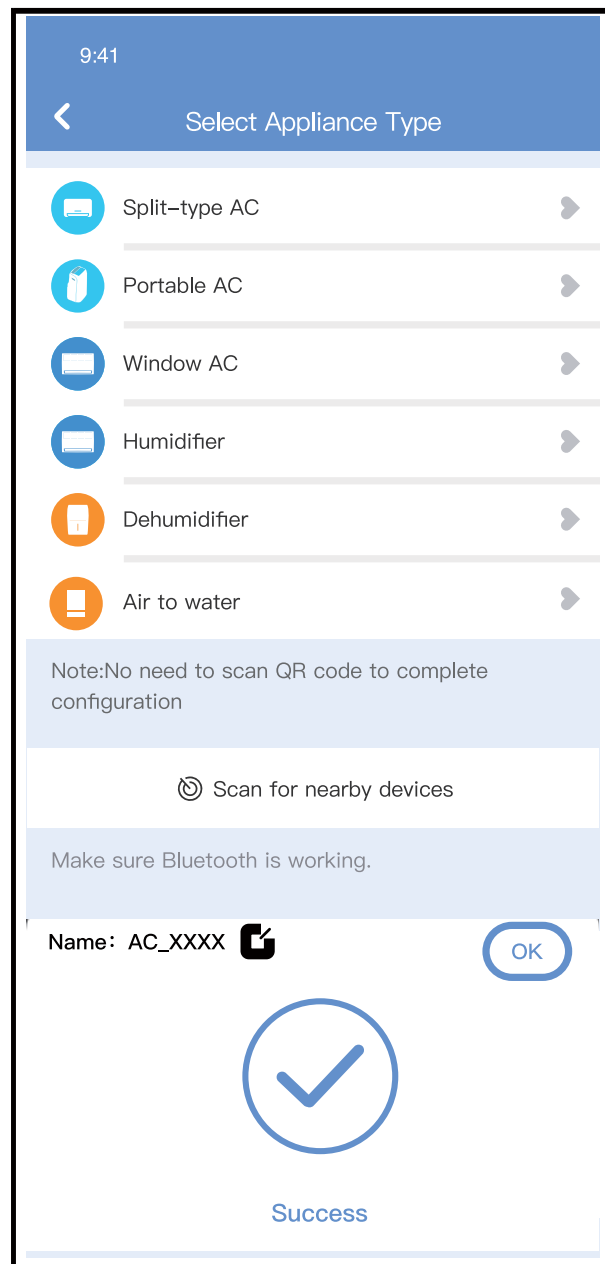 9:41
Select Appliance Type
Split-type AC
Portable AC
Window AC
Humidifier
Dehumidifier
Air to water
Note:No need to scan QR code to complete
configuration
Scan for nearby devices
Make sure Bluetooth is working.
Name: AC_XXXX
OK
Success